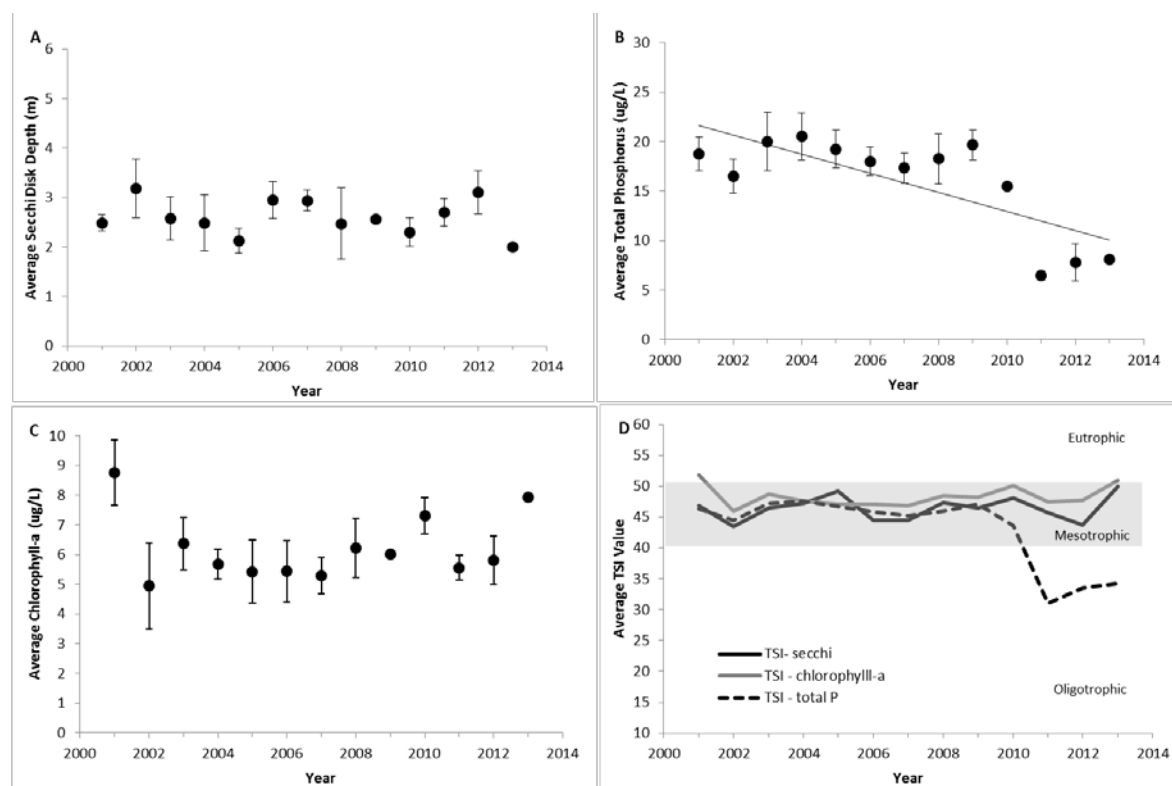 A
Average Secchi Disk Depth (m)
6
5
4
3
2
1
0
2000 2002 2004 2006 2008 2010 2012 2014
Year
B
Average Total Phosphorus (ug/L)
30
25
20
15
10
5
0
2000 2002 2004 2006 2008 2010 2012 2014
Year
C
Average Chlorophyll-a (ug/L)
10
9
8
7
6
5
4
3
2
1
0
2000 2002 2004 2006 2008 2010 2012 2014
Year
D
Average TSI Value
60
55
50
45
40
35
30
25
20
15
10
Eutrophic
Mesotrophic
Oligotrophic
TSI- secchi
TSI - chlorophylll-a
TSI - total P
2000 2002 2004 2006 2008 2010 2012 2014
Year